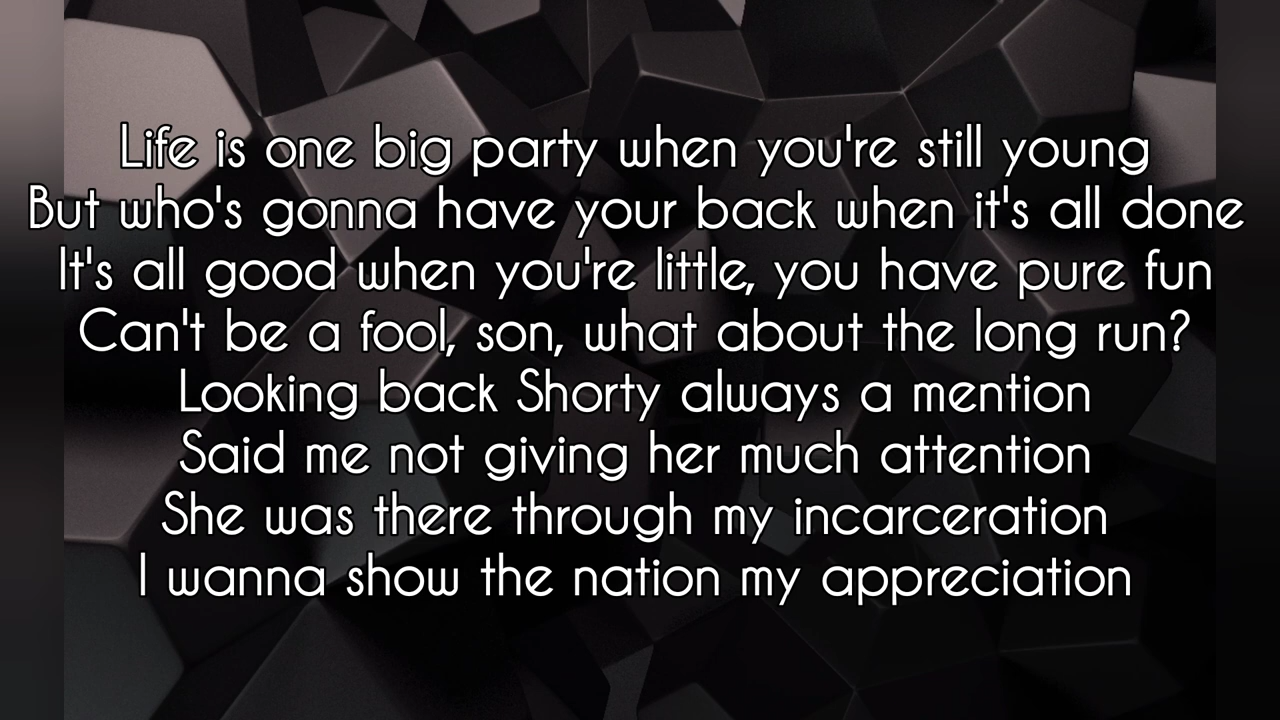 Life is one big party when you're still young
But who's gonna have your back when it's all done
It's all good when you're little, you have pure fun
Can't be a fool, son, what about the long run?
Looking back Shorty always a mention
Said me not giving her much attention
She was there through my incarceration
I wanna show the nation my appreciation